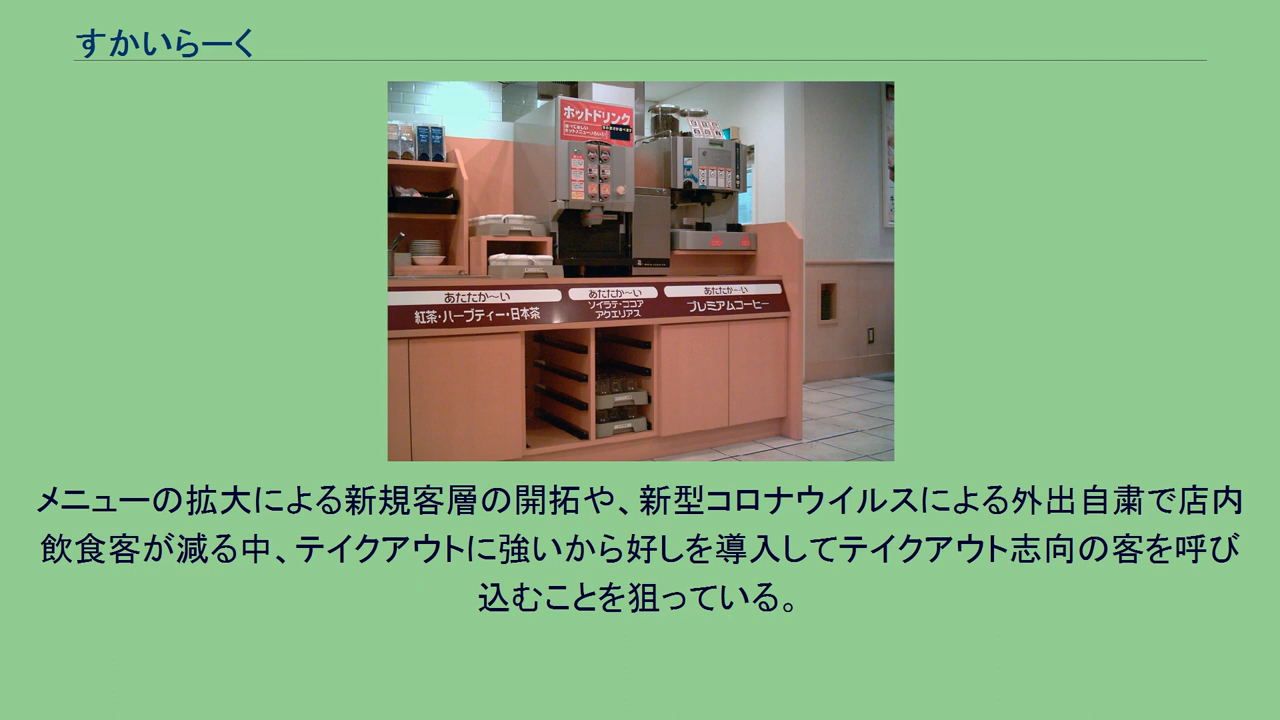 すかいらーく
ホットドリンク
あたたか〜い
紅茶・ハーブティー・日本茶
あたたか〜い
ソイラテ・ココア
アクエリアス
あたたか〜い
プレミアムコーヒー
メニューの拡大による新規客層の開拓や、新型コロナウイルスによる外出自粛で店内
飲食客が減る中、テイクアウトに強いから好しを導入してテイクアウト志向の客を呼び
込むことを狙っている。